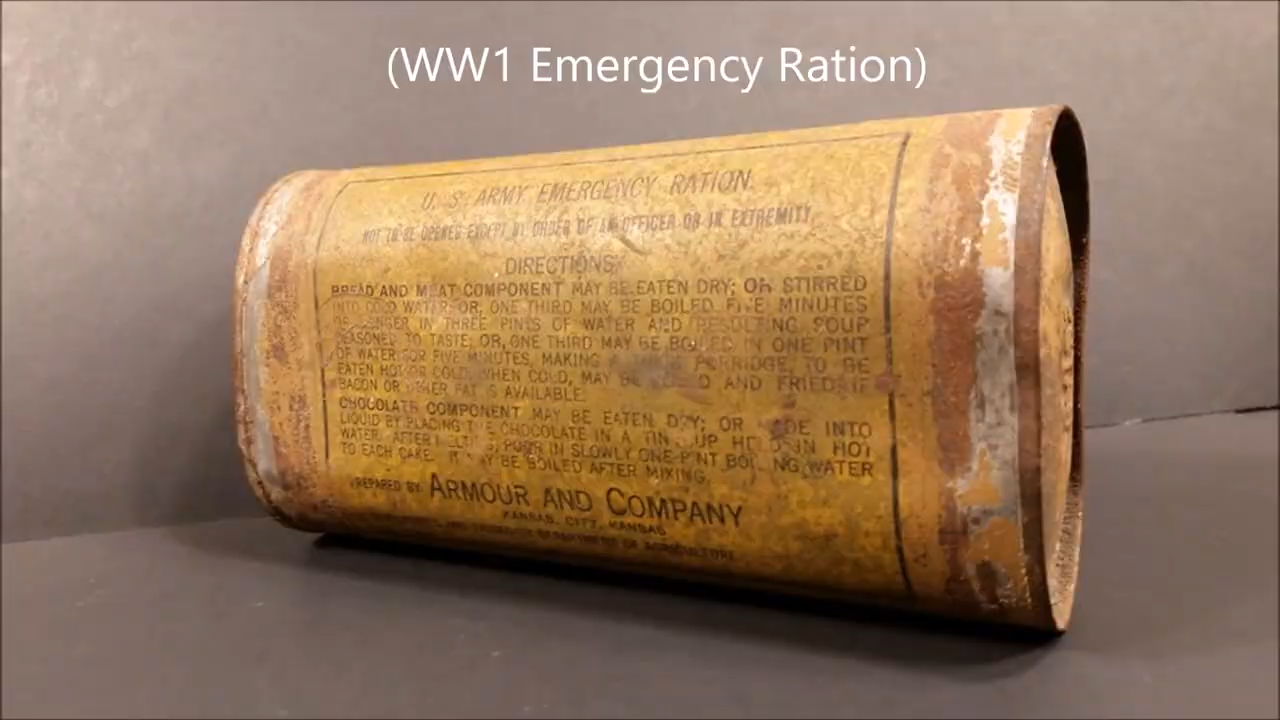 (WW1 Emergency Ration)
U. S. ARMY EMERGENCY RATION.
NOT TO BE OPENED EXCEPT BY ORDER OF AN OFFICER OR IN EXTREMITY.
DIRECTIONS
BREAD AND MEAT COMPONENT MAY BE EATEN DRY; OR STIRRED
INTO COLD WATER; OR, ONE THIRD MAY BE BOILED FIVE MINUTES
OR LONGER IN THREE PINTS OF WATER AND RESULTING SOUP
SEASONED TO TASTE; OR, ONE THIRD MAY BE BOILED IN ONE PINT
OF WATER FOR FIVE MINUTES, MAKING A PORRIDGE, TO BE
EATEN HOT OR COLD. WHEN COLD, MAY BE AND FRIED IF
BACON OR OTHER FAT IS AVAILABLE.
CHOCOLATE COMPONENT MAY BE EATEN DRY; OR MADE INTO
LIQUID BY PLACING THE CHOCOLATE IN A TIN CUP HELD IN HOT
WATER. AFTER IT MELTS, POUR IN SLOWLY ONE PINT BOILING WATER
TO EACH CAKE. IT MAY BE BOILED AFTER MIXING.
PREPARED BY ARMOUR AND COMPANY
KANSAS CITY, KANSAS
DEPARTMENT OF AGRICULTURE